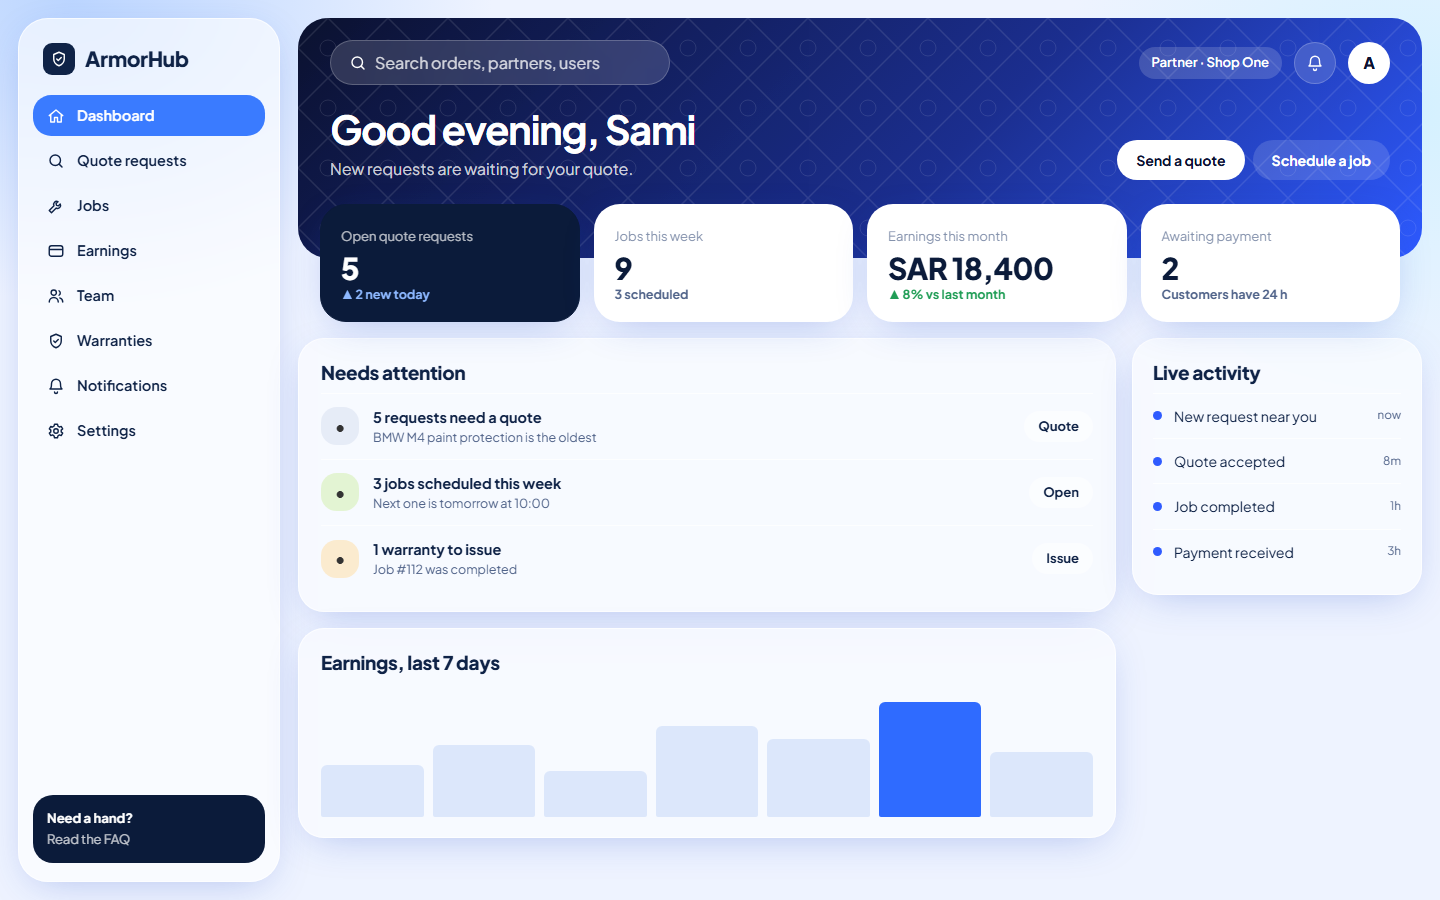 ArmorHub
Dashboard
Quote requests
Jobs
Earnings
Team
Warranties
Notifications
Settings
Need a hand?
Read the FAQ
Search orders, partners, users
Partner · Shop One
A
Good evening, Sami
New requests are waiting for your quote.
Send a quote
Schedule a job
Open quote requests
5
▲ 2 new today
Jobs this week
9
3 scheduled
Earnings this month
SAR 18,400
▲ 8% vs last month
Awaiting payment
2
Customers have 24 h
Needs attention
5 requests need a quote
BMW M4 paint protection is the oldest
Quote
3 jobs scheduled this week
Next one is tomorrow at 10:00
Open
1 warranty to issue
Job #112 was completed
Issue
Live activity
New request near you
now
Quote accepted
8m
Job completed
1h
Payment received
3h
Earnings, last 7 days